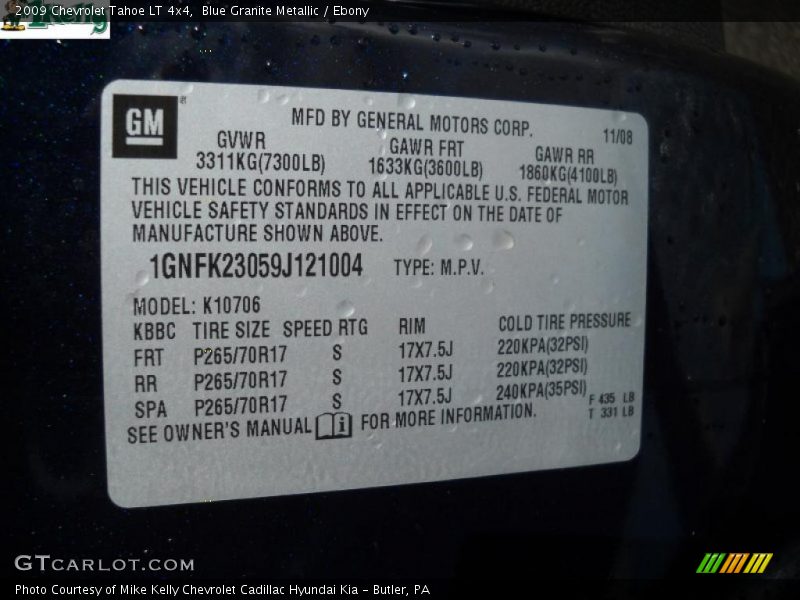 2009 Chevrolet Tahoe LT 4x4, Blue Granite Metallic / Ebony
GM
MFD BY GENERAL MOTORS CORP.
11/08
GVWR GAWR FRT GAWR RR
3311KG(7300LB) 1633KG(3600LB) 1860KG(4100LB)
THIS VEHICLE CONFORMS TO ALL APPLICABLE U.S. FEDERAL MOTOR
VEHICLE SAFETY STANDARDS IN EFFECT ON THE DATE OF
MANUFACTURE SHOWN ABOVE.
1GNFK23059J121004 TYPE: M.P.V.
MODEL: K10706
KBBC TIRE SIZE SPEED RTG RIM COLD TIRE PRESSURE
FRT P265/70R17 S 17X7.5J 220KPA(32PSI)
RR P265/70R17 S 17X7.5J 220KPA(32PSI)
SPA P265/70R17 S 17X7.5J 240KPA(35PSI)
F 435 LB
T 331 LB
SEE OWNER'S MANUAL i FOR MORE INFORMATION.
GTCARLOT.COM
Photo Courtesy of Mike Kelly Chevrolet Cadillac Hyundai Kia - Butler, PA